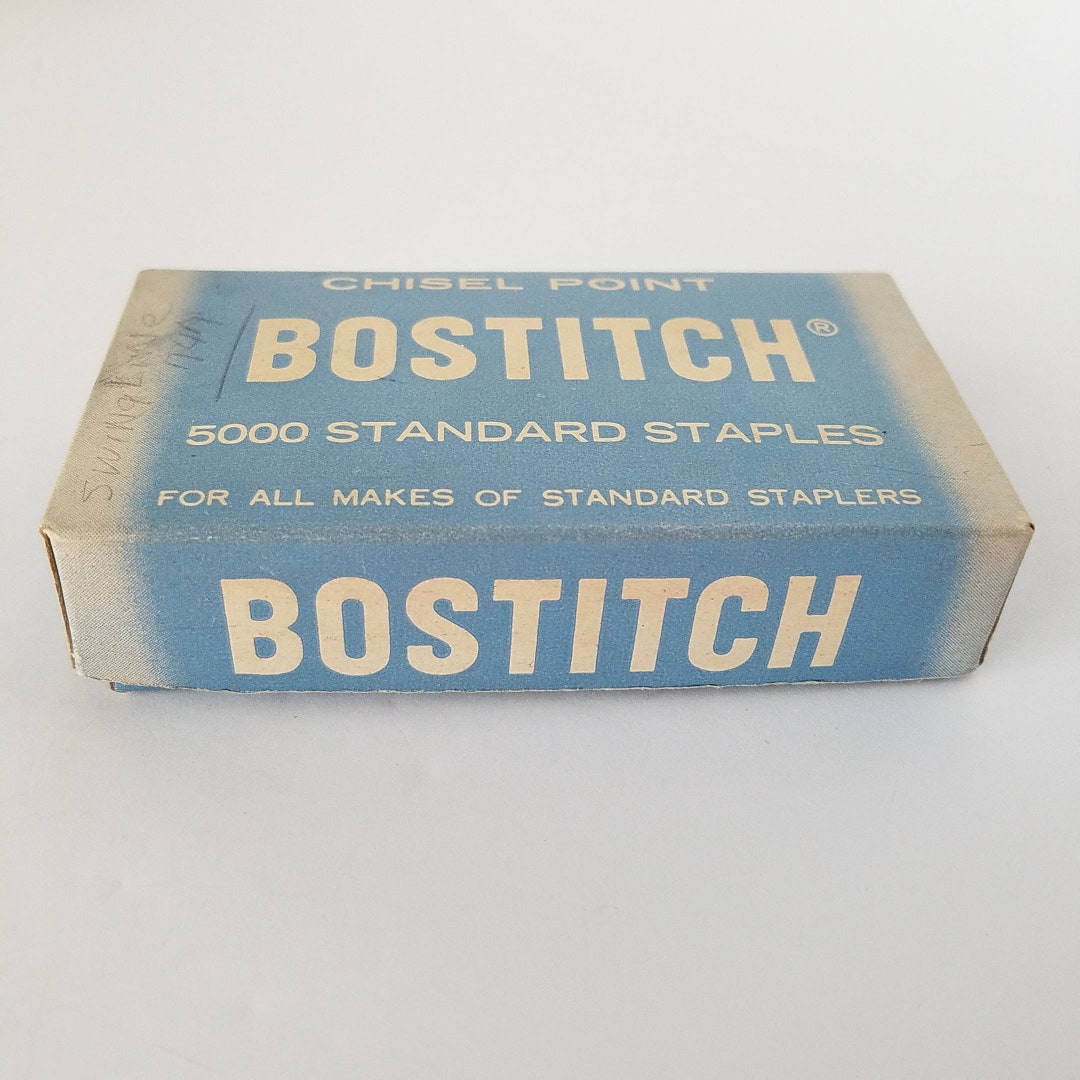 CHISEL POINT
BOSTITCH®
5000 STANDARD STAPLES
FOR ALL MAKES OF STANDARD STAPLERS
BOSTITCH